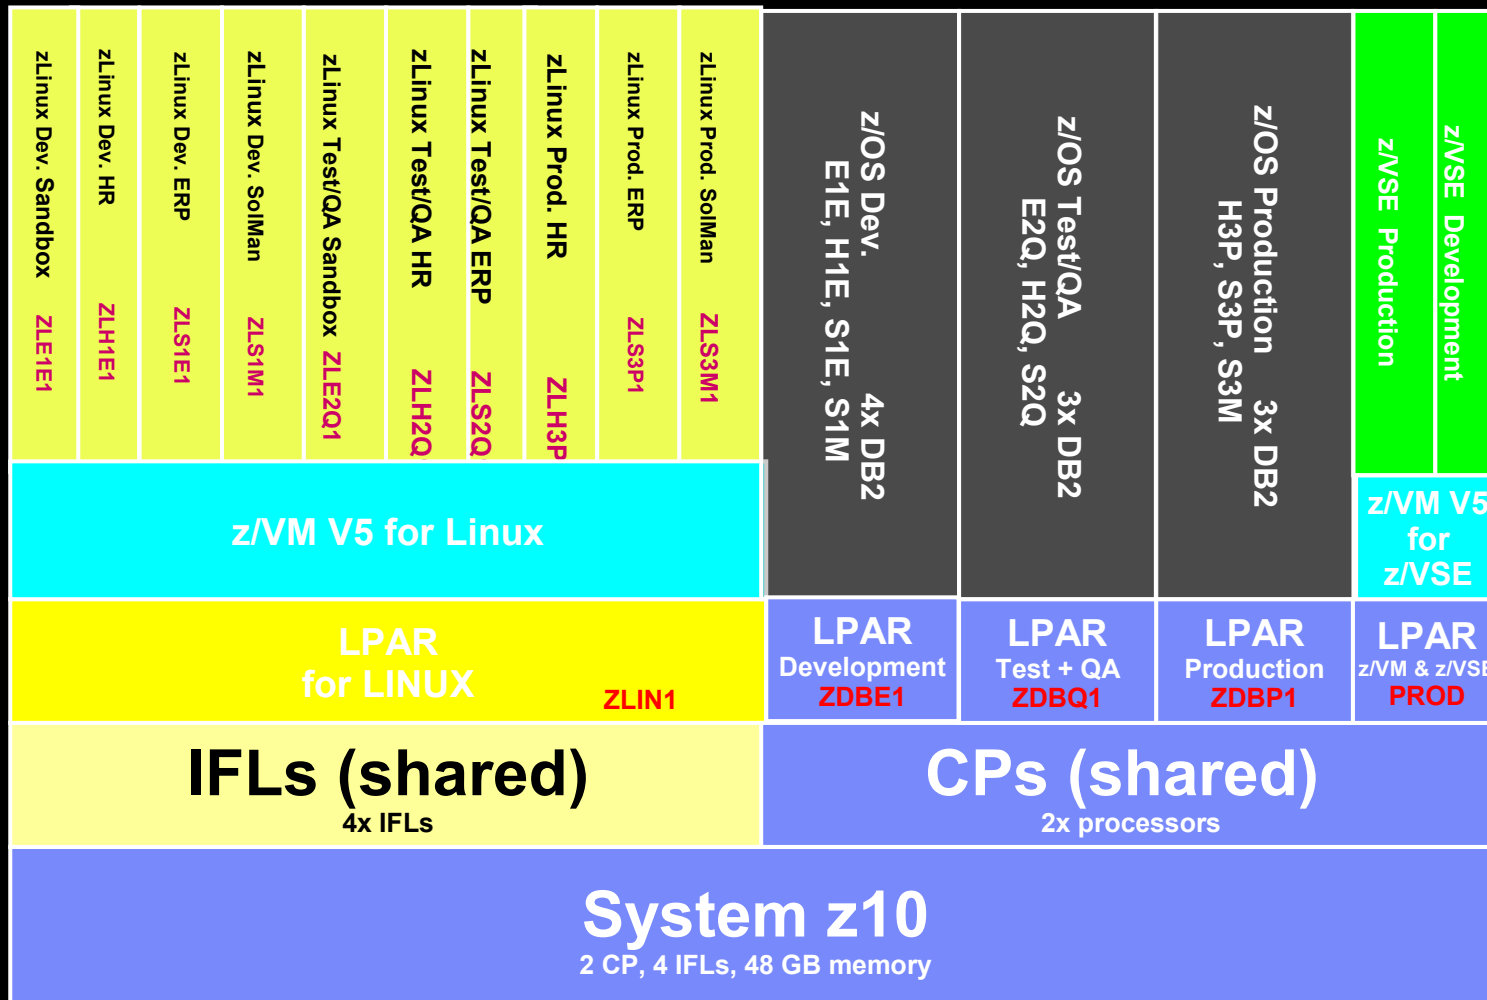 zLinux Dev. Sandbox ZLE1E1
zLinux Dev. HR ZLH1E1
zLinux Dev. ERP ZLS1E1
zLinux Dev. SolMan ZLS1M1
zLinux Test/QA Sandbox ZLE2Q1
zLinux Test/QA HR ZLH2Q
zLinux Test/QA ERP ZLS2Q
zLinux Prod. HR ZLH3P
zLinux Prod. ERP ZLS3P1
zLinux Prod. SolMan ZLS3M1
z/OS Dev. 4x DB2
E1E, H1E, S1E, S1M
z/OS Test/QA 3x DB2
E2Q, H2Q, S2Q
z/OS Production 3x DB2
H3P, S3P, S3M
z/VSE Production
z/VSE Development
z/VM V5 for Linux
z/VM V5
for
z/VSE
LPAR
for LINUX
ZLIN1
LPAR
Development
ZDBE1
LPAR
Test + QA
ZDBQ1
LPAR
Production
ZDBP1
LPAR
z/VM & z/VSE
PROD
IFLs (shared)
4x IFLs
CPs (shared)
2x processors
System z10
2 CP, 4 IFLs, 48 GB memory